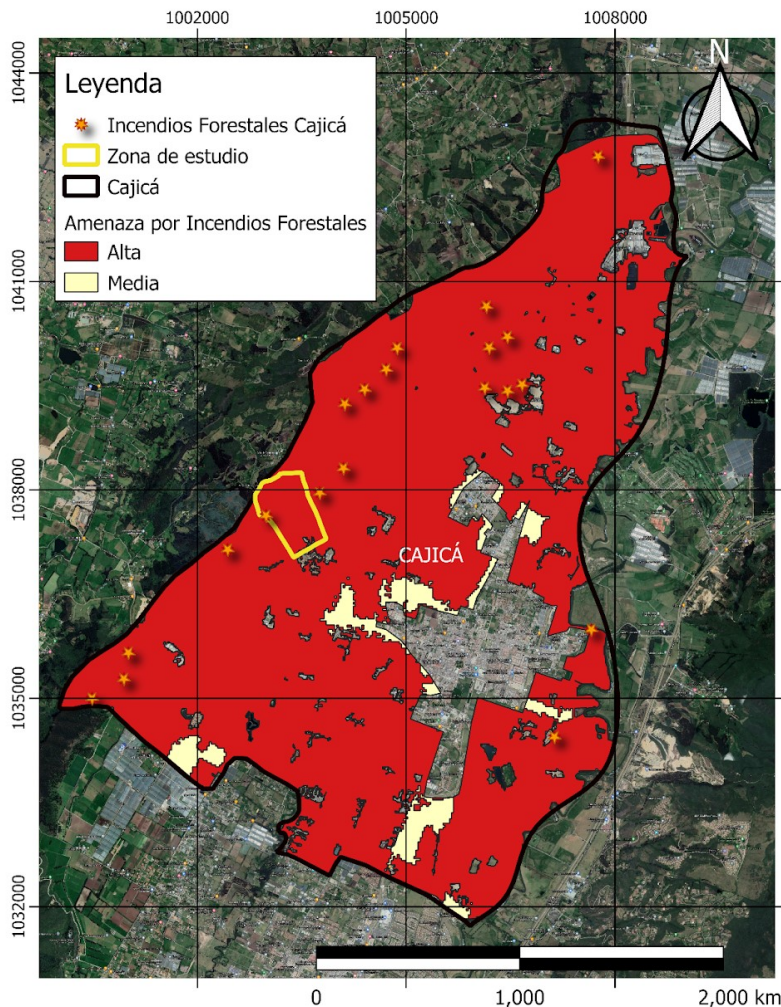 1002000 1005000 1008000
N
1044000
Leyenda
Incendios Forestales Cajicá
Zona de estudio
Cajicá
Amenaza por Incendios Forestales
Alta
Media
1041000
1038000
CAJICÁ
1035000
1032000
0 1,000 2,000 km